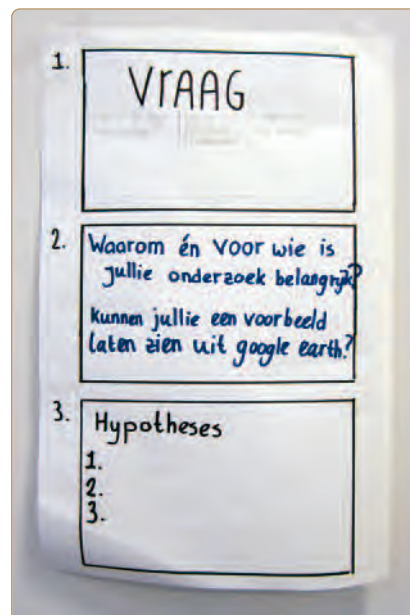 1.
VrAAG
2.
Waarom én voor wie is
jullie onderzoek belangrijk?
Kunnen jullie een voorbeeld
laten zien uit google earth?
3.
Hypotheses
1.
2.
3.